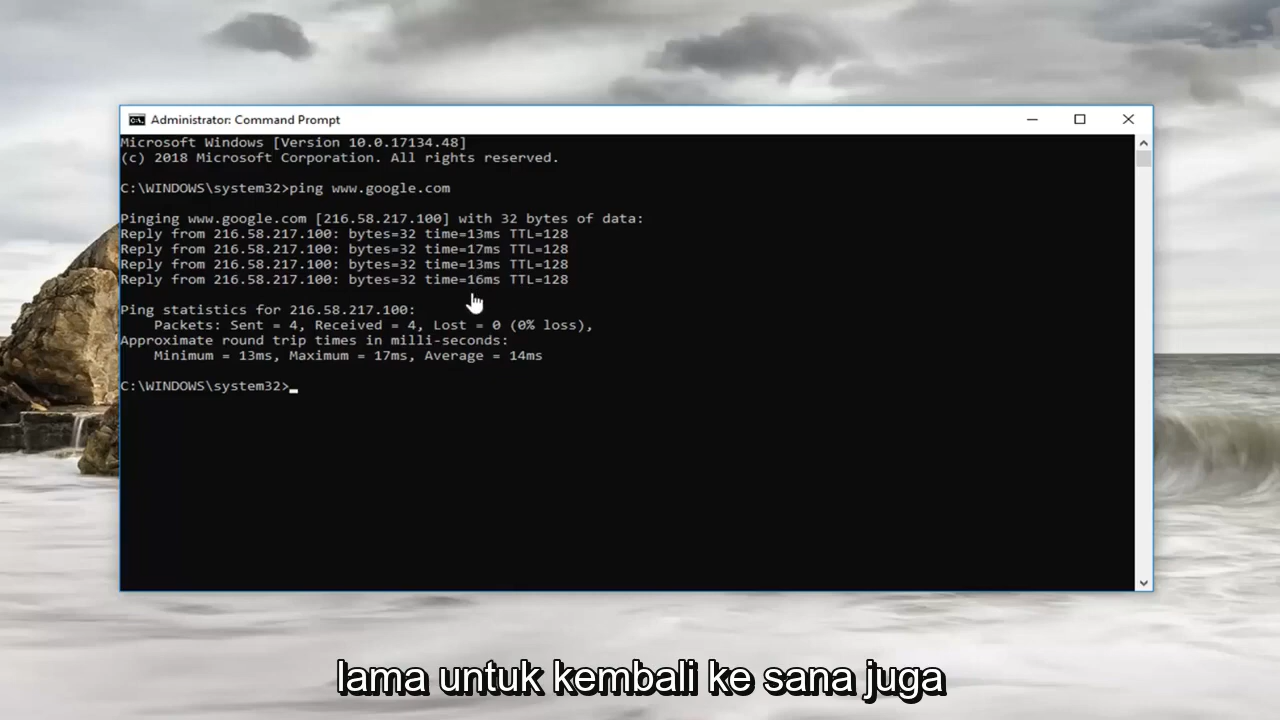 Administrator: Command Prompt
Microsoft Windows [Version 10.0.17134.48]
(c) 2018 Microsoft Corporation. All rights reserved.
C:\WINDOWS\system32>ping www.google.com
Pinging www.google.com [216.58.217.100] with 32 bytes of data:
Reply from 216.58.217.100: bytes=32 time=13ms TTL=128
Reply from 216.58.217.100: bytes=32 time=17ms TTL=128
Reply from 216.58.217.100: bytes=32 time=13ms TTL=128
Reply from 216.58.217.100: bytes=32 time=16ms TTL=128
Ping statistics for 216.58.217.100:
Packets: Sent = 4, Received = 4, Lost = 0 (0% loss),
Approximate round trip times in milli-seconds:
Minimum = 13ms, Maximum = 17ms, Average = 14ms
C:\WINDOWS\system32>
lama untuk kembali ke sana juga